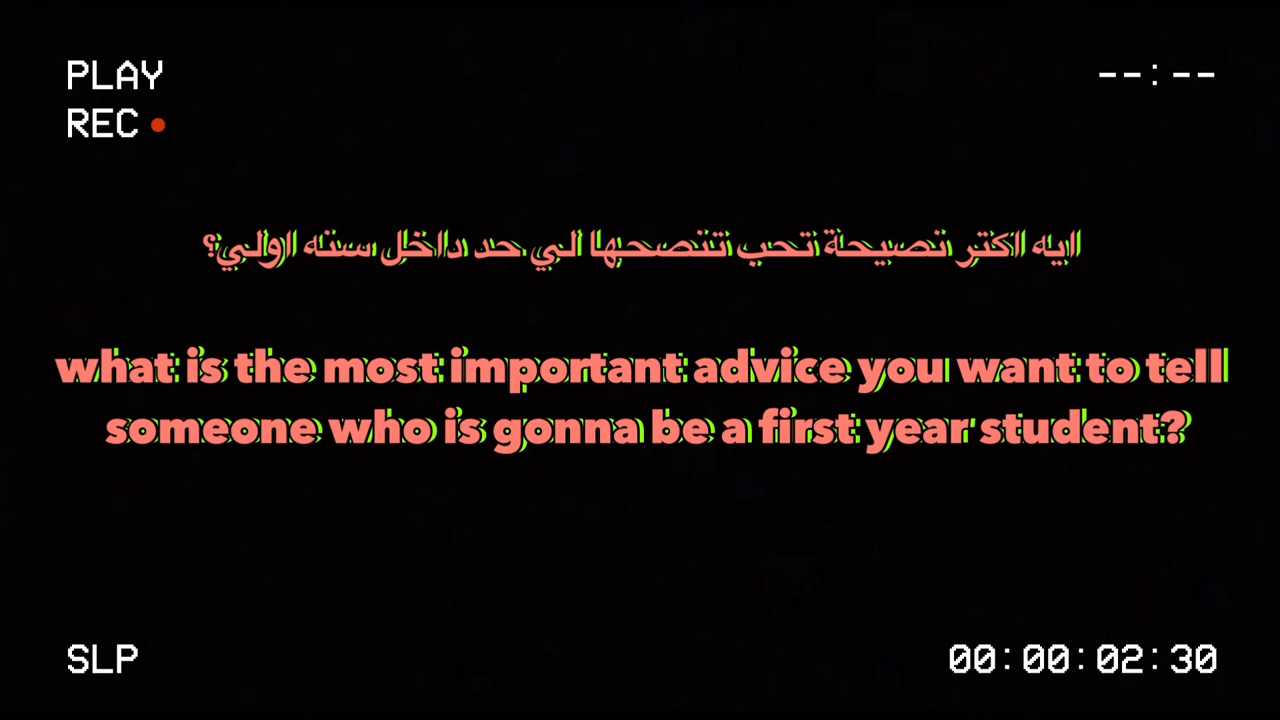 PLAY
--:--
REC
ايه اكتر نصيحة تحب تنصحها الي حد داخل سنه اولي؟
what is the most important advice you want to tell
someone who is gonna be a first year student?
SLP
00:00:02:30